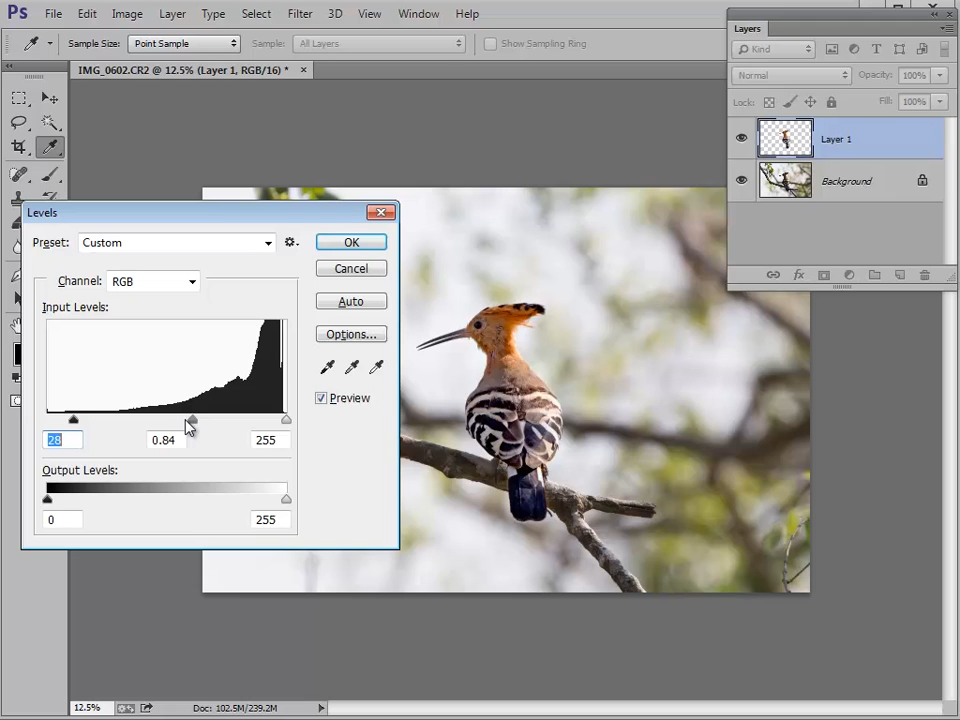 Ps File Edit Image Layer Type Select Filter 3D View Window Help
Sample Size: Point Sample Sample: All Layers Show Sampling Ring
IMG_0602.CR2 @ 12.5% (Layer 1, RGB/16) * ×
Layers
Kind
Normal Opacity: 100%
Lock: Fill: 100%
Layer 1
Background
fx
Levels
Preset: Custom
OK
Channel: RGB
Cancel
Input Levels:
Auto
Options...
Preview
28 0.84 255
Output Levels:
0 255
12.5% Doc: 102.5M/239.2M